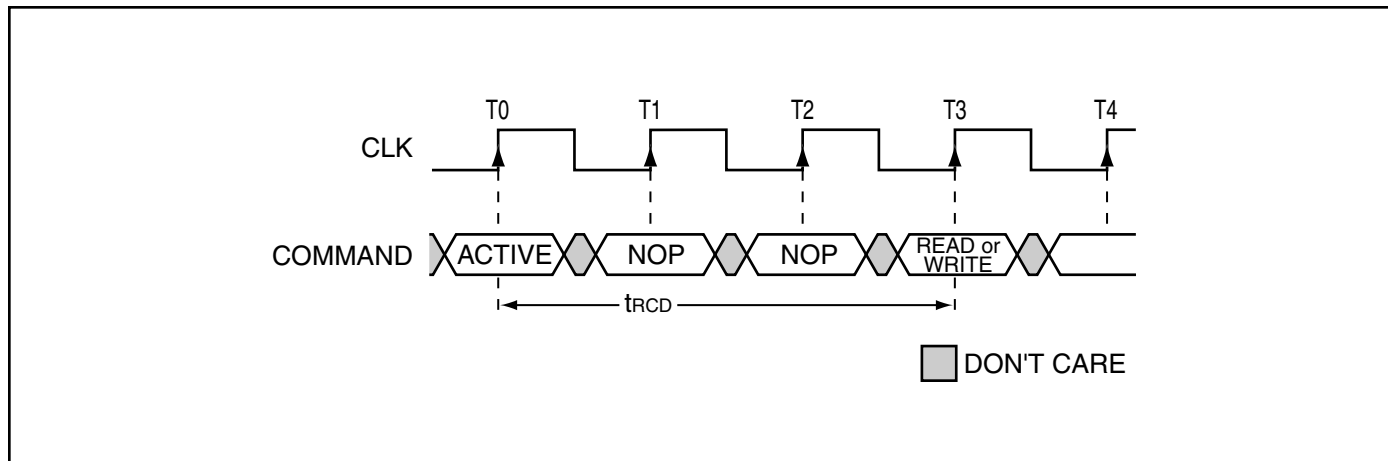 T0 T1 T2 T3 T4
CLK
COMMAND ACTIVE NOP NOP READ or
WRITE
tRCD
DON'T CARE